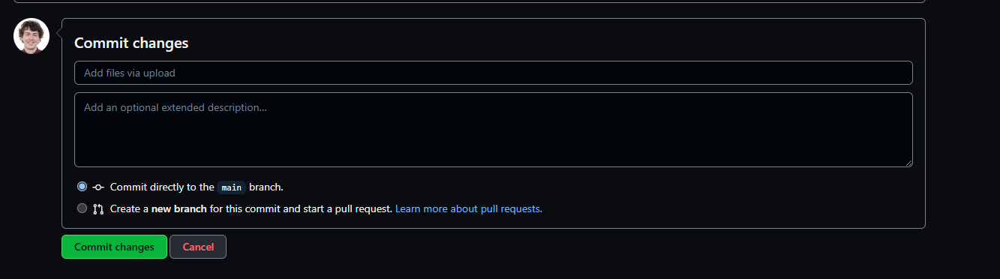 Commit changes
Add files via upload
Add an optional extended description...
Commit directly to the main branch.
Create a new branch for this commit and start a pull request. Learn more about pull requests.
Commit changes Cancel